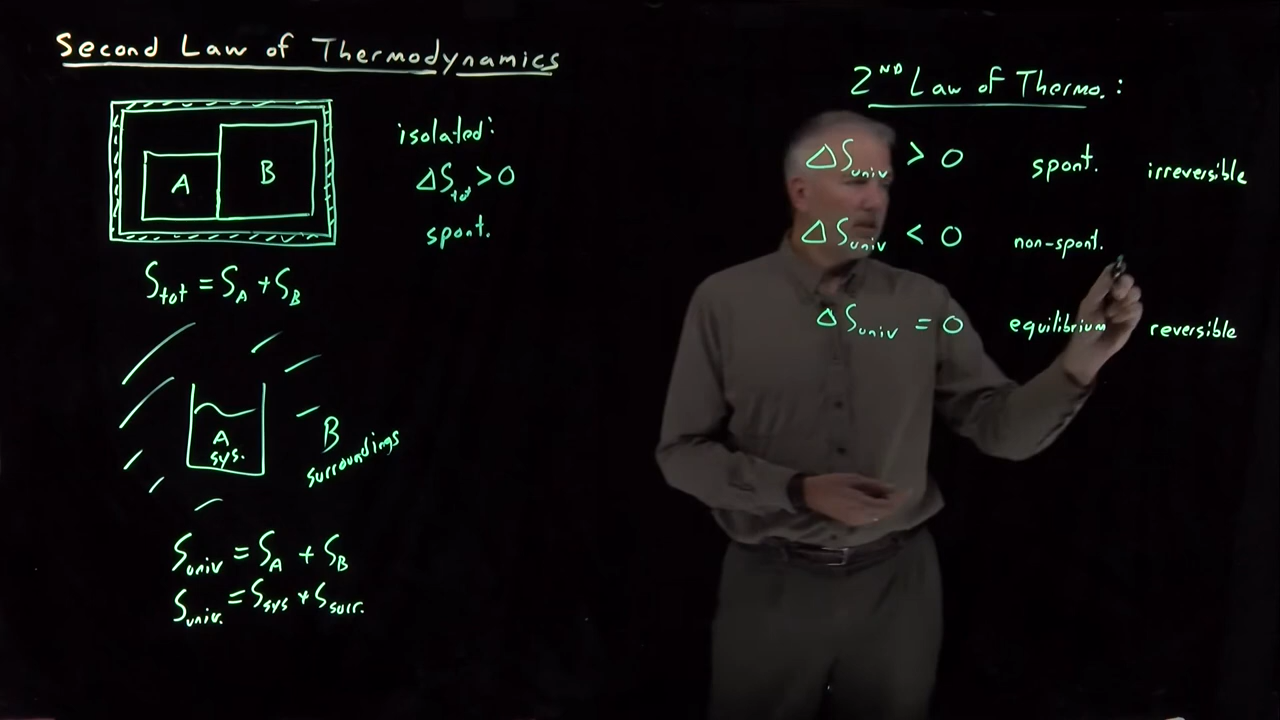 Second Law of Thermodynamics
A
B
isolated:
ΔS_tot > 0
spont.
S_tot = S_A + S_B
A
sys.
B
surroundings
S_univ = S_A + S_B
S_univ. = S_sys + S_surr.
2ND Law of Thermo.:
ΔS_univ > 0 spont. irreversible
ΔS_univ < 0 non-spont.
ΔS_univ = 0 equilibrium reversible